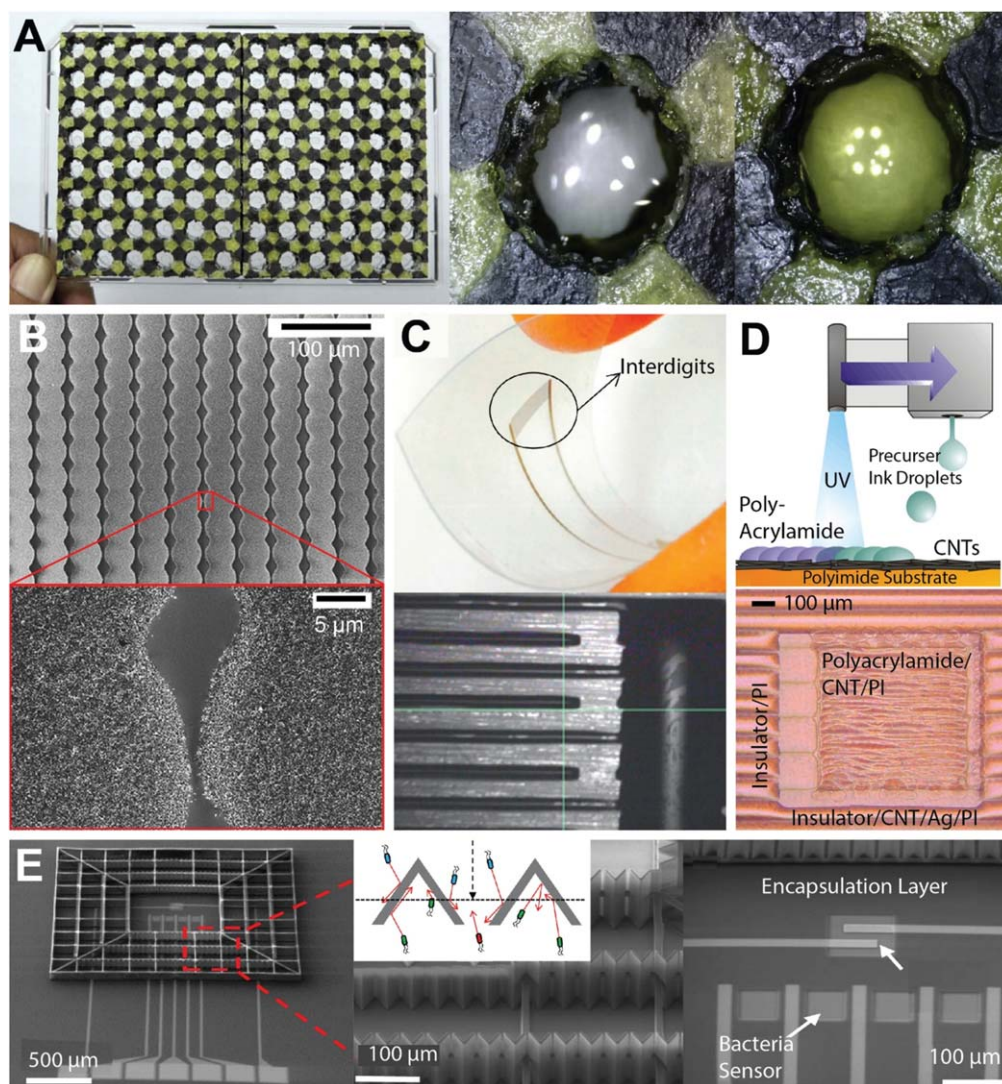 A
B
100 µm
5 µm
C
Interdigits
D
UV
Precurser
Ink Droplets
Poly-
Acrylamide
CNTs
Polyimide Substrate
100 µm
Polyacrylamide/
CNT/PI
Insulator/PI
Insulator/CNT/Ag/PI
E
500 µm
100 µm
Encapsulation Layer
Bacteria
Sensor
100 µm